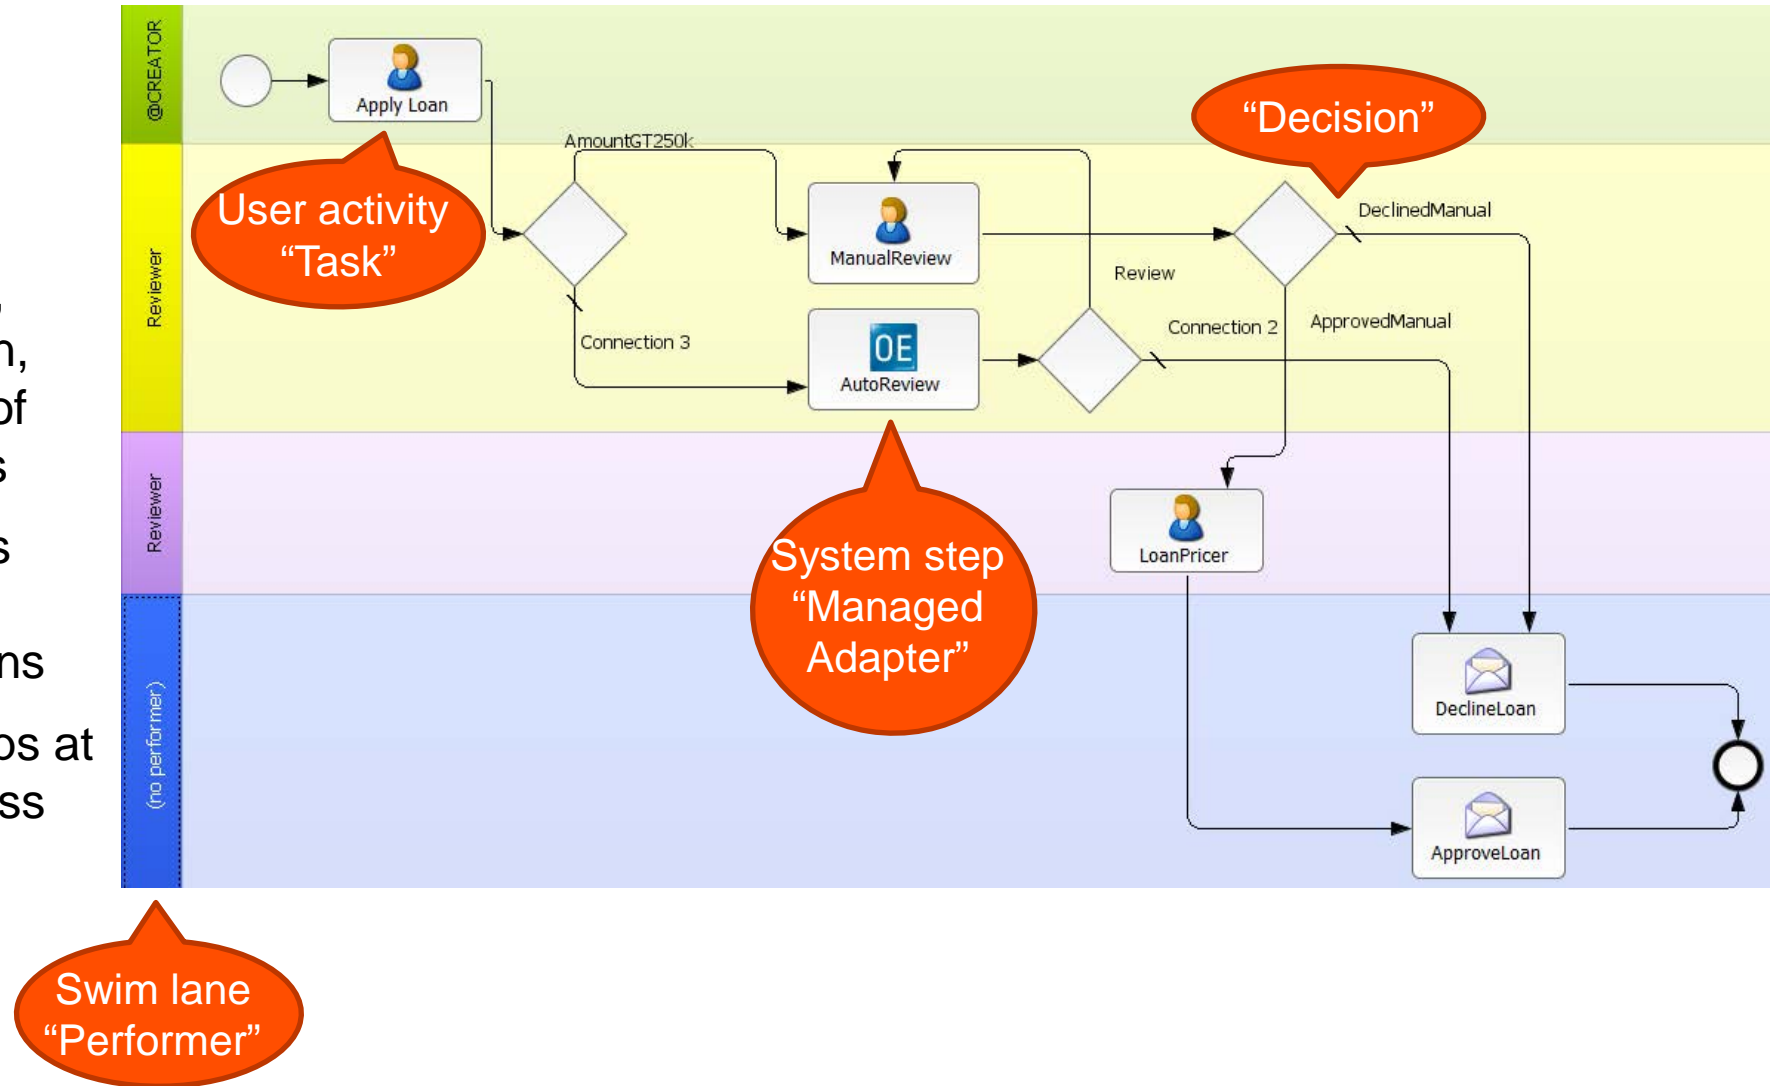 @CREATOR
Apply Loan
“Decision”
AmountGT250k
User activity
“Task”
DeclinedManual
Reviewer
ManualReview
Review
n,
Connection 3
Connection 2
ApprovedManual
of
OE
AutoReview
s
Reviewer
s
LoanPricer
System step
“Managed
Adapter”
ns
(no performer)
DeclineLoan
os at
ss
ApproveLoan
Swim lane
“Performer”